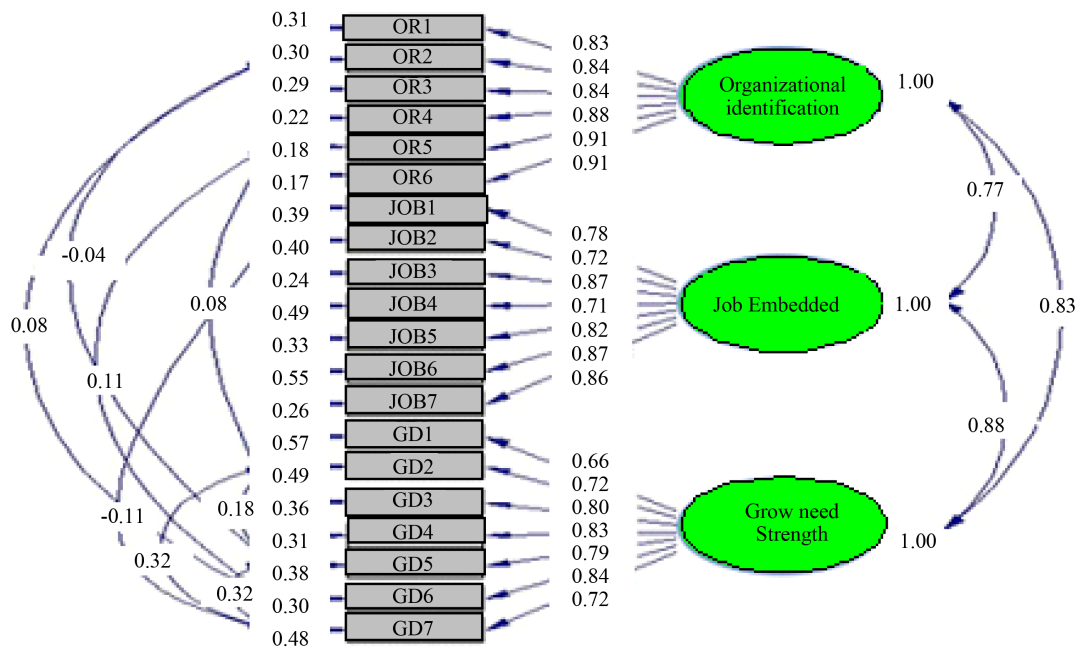 0.31 OR1 0.83
0.30 OR2 0.84
0.29 OR3 0.84
0.22 OR4 0.88
0.18 OR5 0.91
0.17 OR6 0.91
0.39 JOB1 0.78
0.40 JOB2 0.72
0.24 JOB3 0.87
0.49 JOB4 0.71
0.33 JOB5 0.82
0.55 JOB6 0.87
0.26 JOB7 0.86
0.57 GD1 0.66
0.49 GD2 0.72
0.36 GD3 0.80
0.31 GD4 0.83
0.38 GD5 0.79
0.30 GD6 0.84
0.48 GD7 0.72
Organizational
identification
1.00
Job Embedded
1.00
Grow need
Strength
1.00
0.77
0.83
0.88
-0.04
0.08
0.08
0.11
0.18
-0.11
0.32
0.32